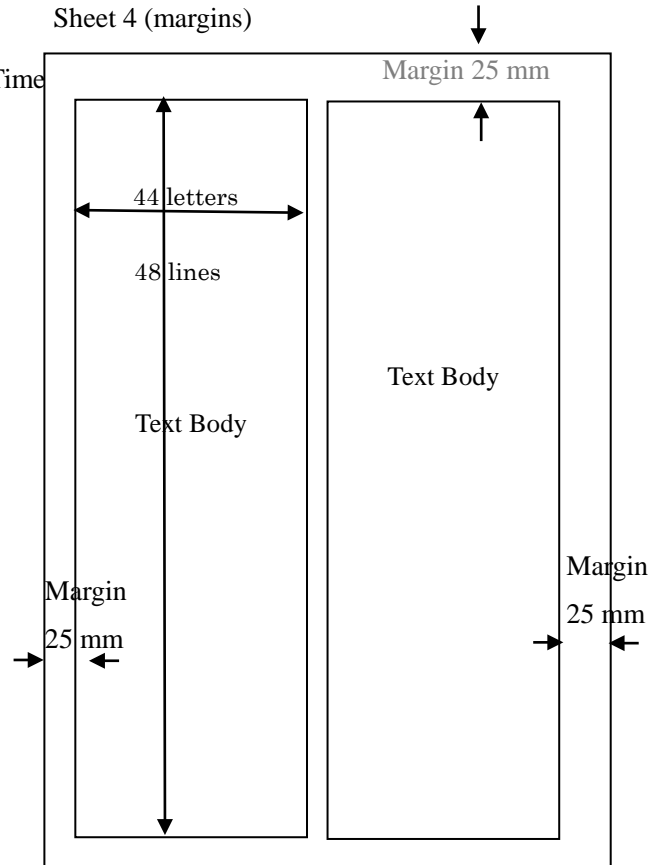 Sheet 4 (margins)
Time
Margin 25 mm
44 letters
48 lines
Text Body
Text Body
Margin
25 mm
Margin
25 mm